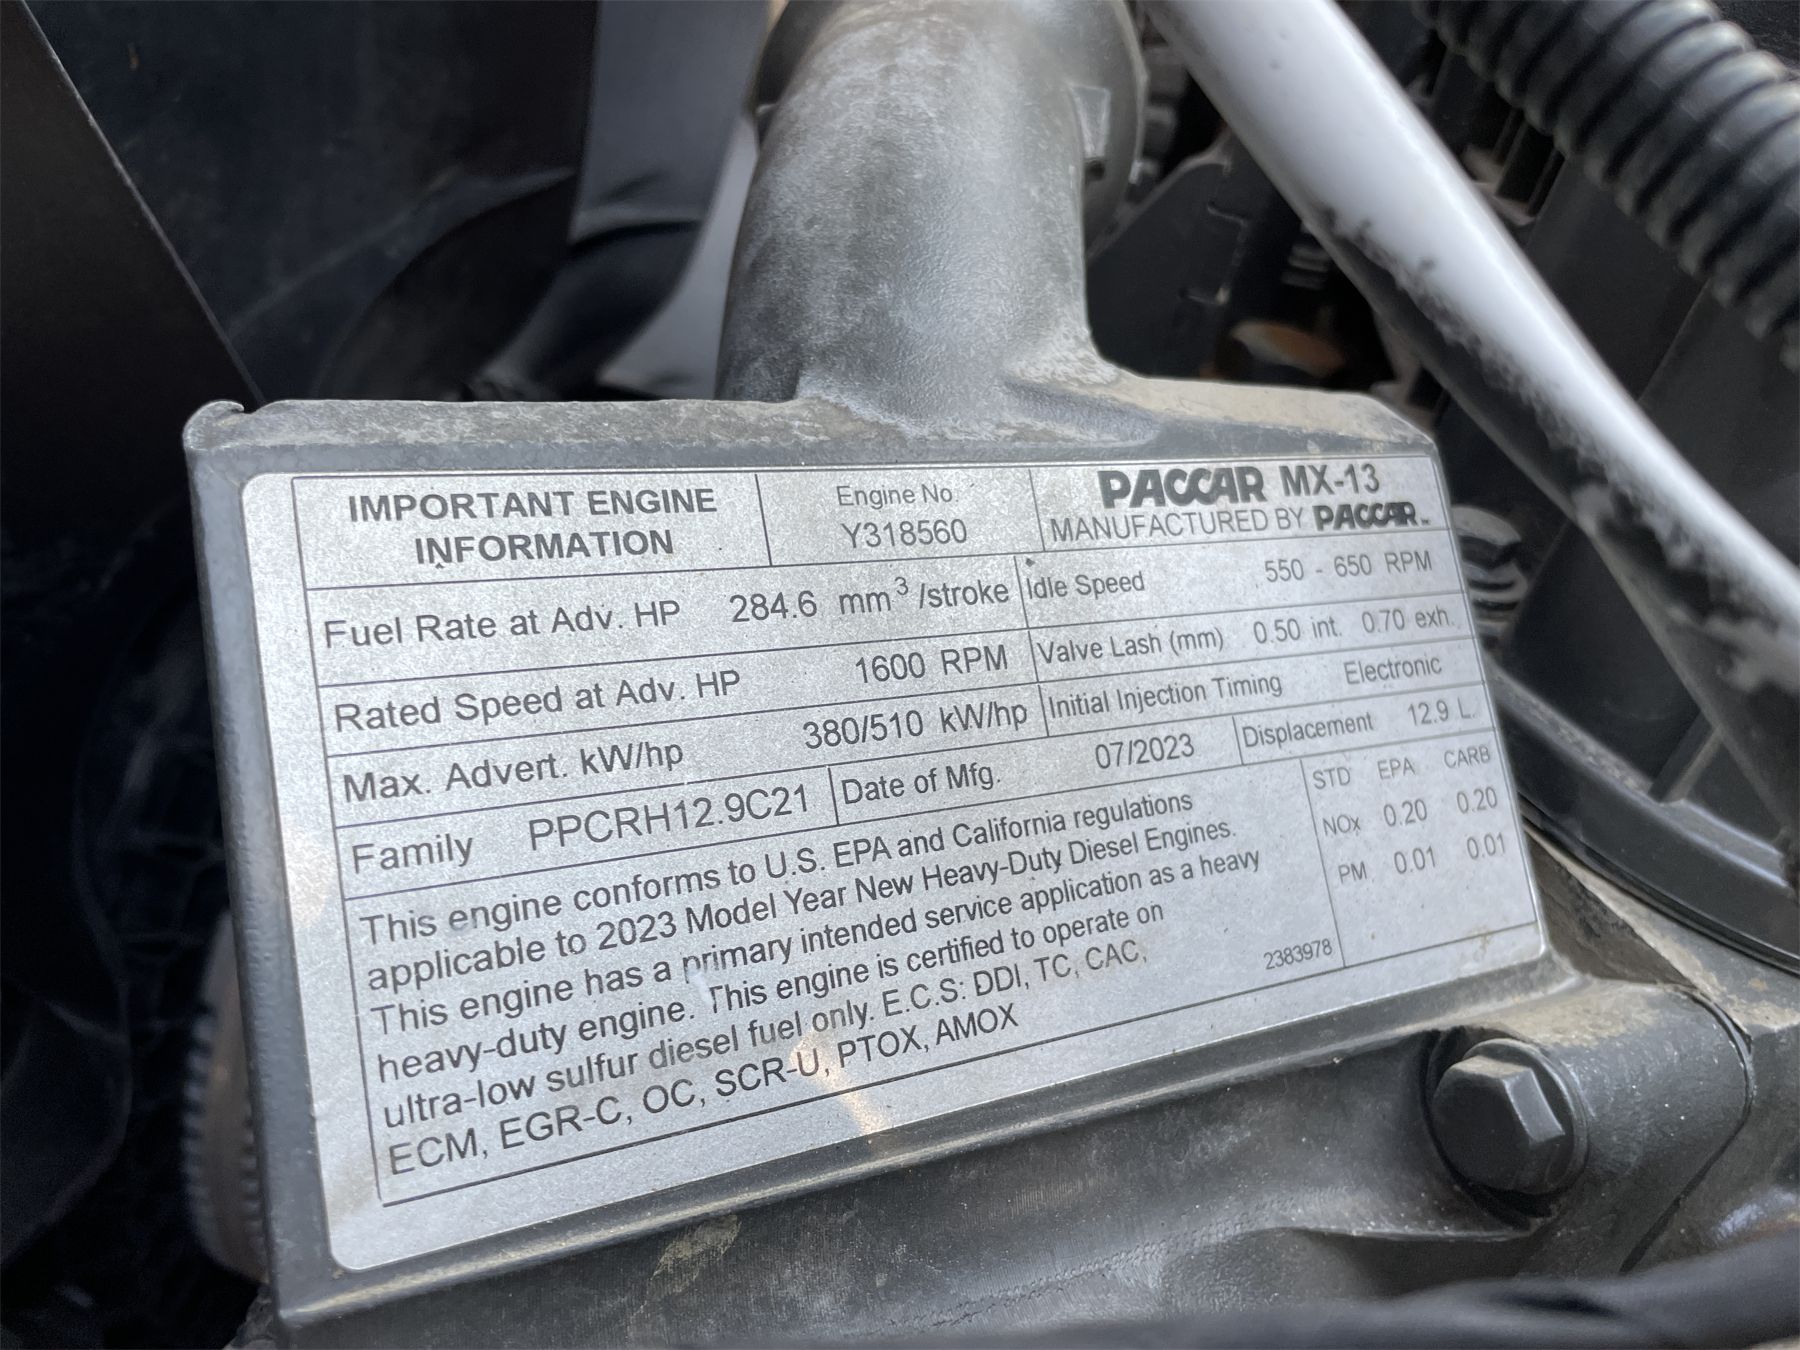 IMPORTANT ENGINE
INFORMATION
Engine No.
Y318560
PACCAR MX-13
MANUFACTURED BY PACCAR
Fuel Rate at Adv. HP 284.6 mm³/stroke
Idle Speed 550 - 650 RPM
Rated Speed at Adv. HP 1600 RPM
Valve Lash (mm) 0.50 int. 0.70 exh.
Max. Advert. kW/hp 380/510 kW/hp
Initial Injection Timing Electronic
Family PPCRH12.9C21
Date of Mfg. 07/2023
Displacement 12.9 L.
This engine conforms to U.S. EPA and California regulations
applicable to 2023 Model Year New Heavy-Duty Diesel Engines.
This engine has a primary intended service application as a heavy
heavy-duty engine. This engine is certified to operate on
ultra-low sulfur diesel fuel only. E.C.S: DDI, TC, CAC,
ECM, EGR-C, OC, SCR-U, PTOX, AMOX
2383978
STD EPA CARB
NOx 0.20 0.20
PM 0.01 0.01